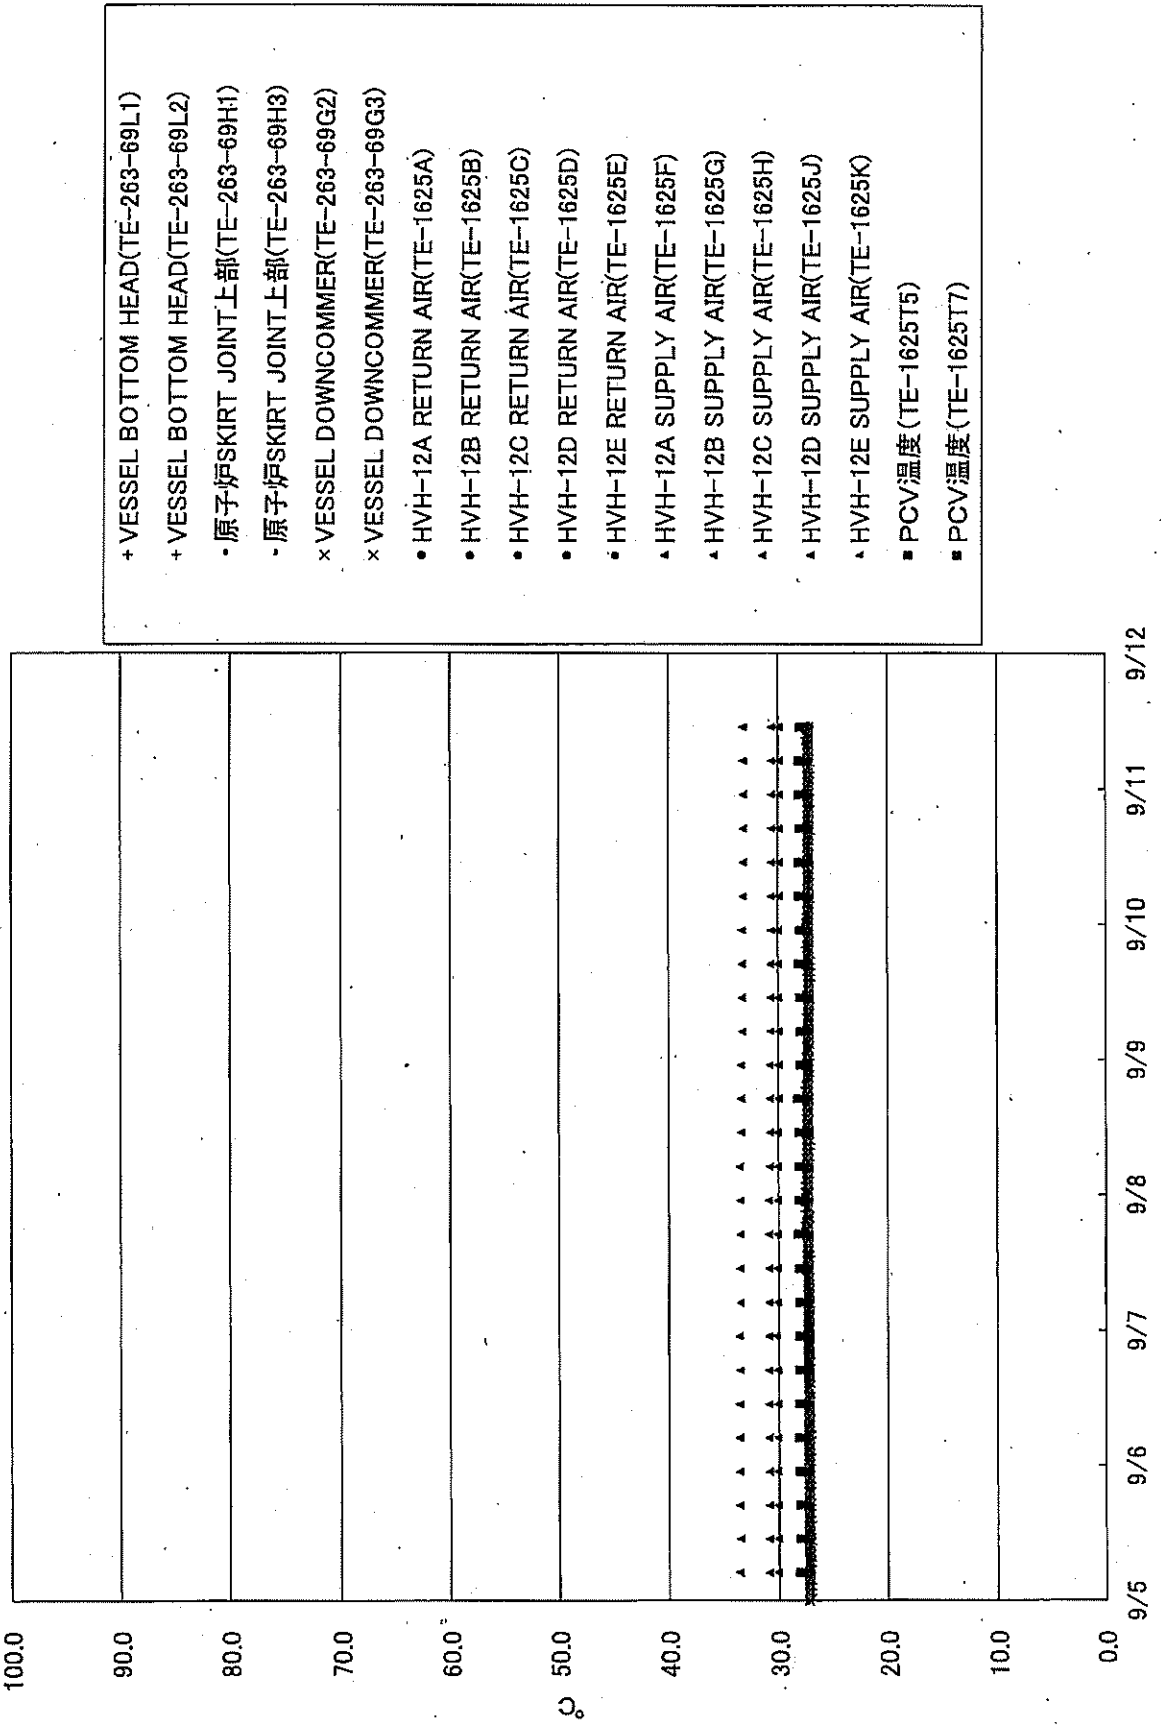 100.0
90.0
80.0
70.0
60.0
50.0
40.0
30.0
20.0
10.0
0.0
℃
9/5
9/6
9/7
9/8
9/9
9/10
9/11
9/12
+ VESSEL BOTTOM HEAD(TE-263-69L1)
+ VESSEL BOTTOM HEAD(TE-263-69L2)
原子炉SKIRT JOINT上部(TE-263-69H1)
原子炉SKIRT JOINT上部(TE-263-69H3)
× VESSEL DOWNCOMMER(TE-263-69G2)
× VESSEL DOWNCOMMER(TE-263-69G3)
● HVH-12A RETURN AIR(TE-1625A)
● HVH-12B RETURN AIR(TE-1625B)
● HVH-12C RETURN AIR(TE-1625C)
● HVH-12D RETURN AIR(TE-1625D)
● HVH-12E RETURN AIR(TE-1625E)
▲ HVH-12A SUPPLY AIR(TE-1625F)
▲ HVH-12B SUPPLY AIR(TE-1625G)
▲ HVH-12C SUPPLY AIR(TE-1625H)
▲ HVH-12D SUPPLY AIR(TE-1625J)
▲ HVH-12E SUPPLY AIR(TE-1625K)
■ PCV温度(TE-1625T5)
■ PCV温度(TE-1625T7)